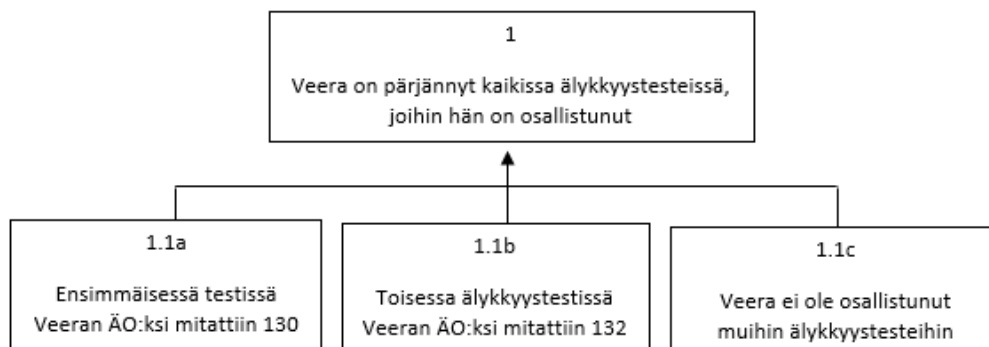 1
Veera on pärjännyt kaikissa älykkyystesteissä,
joihin hän on osallistunut
1.1a
Ensimmäisessä testissä
Veeran ÄO:ksi mitattiin 130
1.1b
Toisessa älykkyystestissä
Veeran ÄO:ksi mitattiin 132
1.1c
Veera ei ole osallistunut
muihin älykkyystesteihin